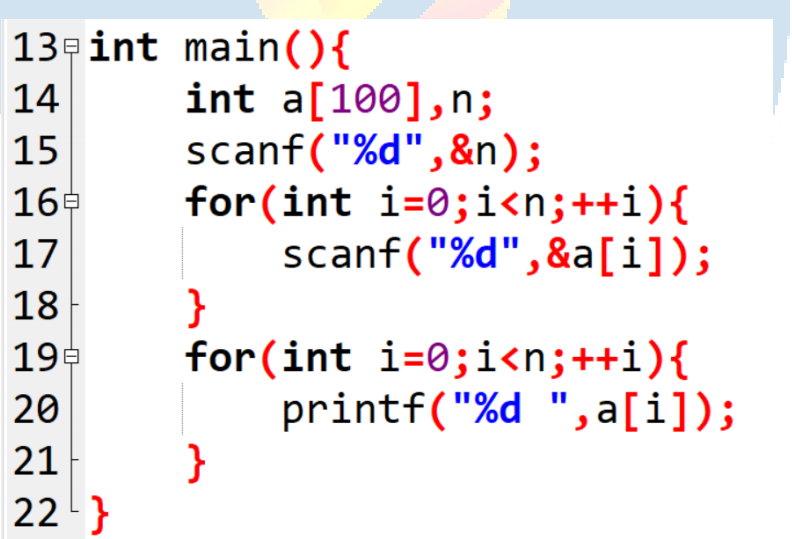 13 int main(){
14     int a[100],n;
15     scanf("%d",&n);
16     for(int i=0;i<n;++i){
17         scanf("%d",&a[i]);
18     }
19     for(int i=0;i<n;++i){
20         printf("%d ",a[i]);
21     }
22 }